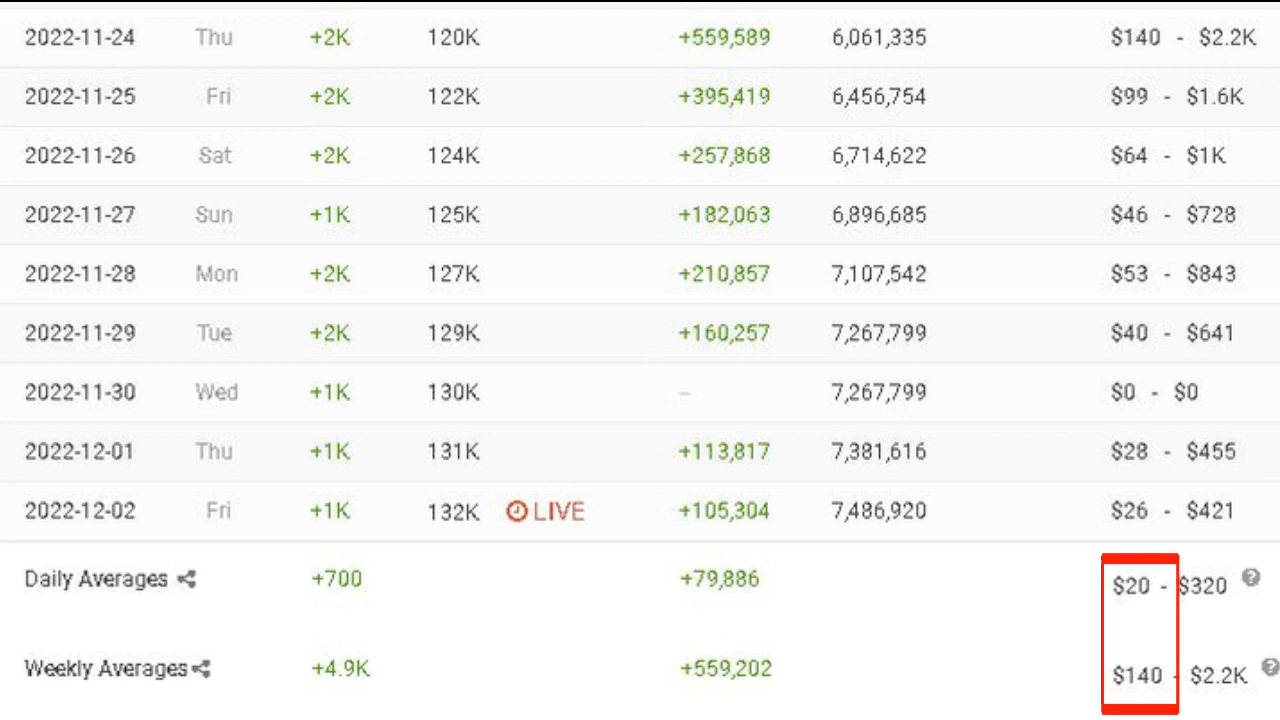 2022-11-24 Thu +2K 120K +559,589 6,061,335 $140 - $2.2K
2022-11-25 Fri +2K 122K +395,419 6,456,754 $99 - $1.6K
2022-11-26 Sat +2K 124K +257,868 6,714,622 $64 - $1K
2022-11-27 Sun +1K 125K +182,063 6,896,685 $46 - $728
2022-11-28 Mon +2K 127K +210,857 7,107,542 $53 - $843
2022-11-29 Tue +2K 129K +160,257 7,267,799 $40 - $641
2022-11-30 Wed +1K 130K – 7,267,799 $0 - $0
2022-12-01 Thu +1K 131K +113,817 7,381,616 $28 - $455
2022-12-02 Fri +1K 132K LIVE +105,304 7,486,920 $26 - $421
Daily Averages +700 +79,886 $20 - $320 ?
Weekly Averages +4.9K +559,202 $140 - $2.2K ?